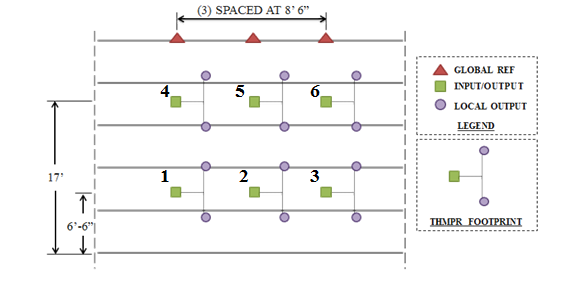 (3) SPACED AT 8' 6"
4 5 6
1 2 3
17'
6'-6"
GLOBAL REF
INPUT/OUTPUT
LOCAL OUTPUT
LEGEND
THMPR FOOTPRINT